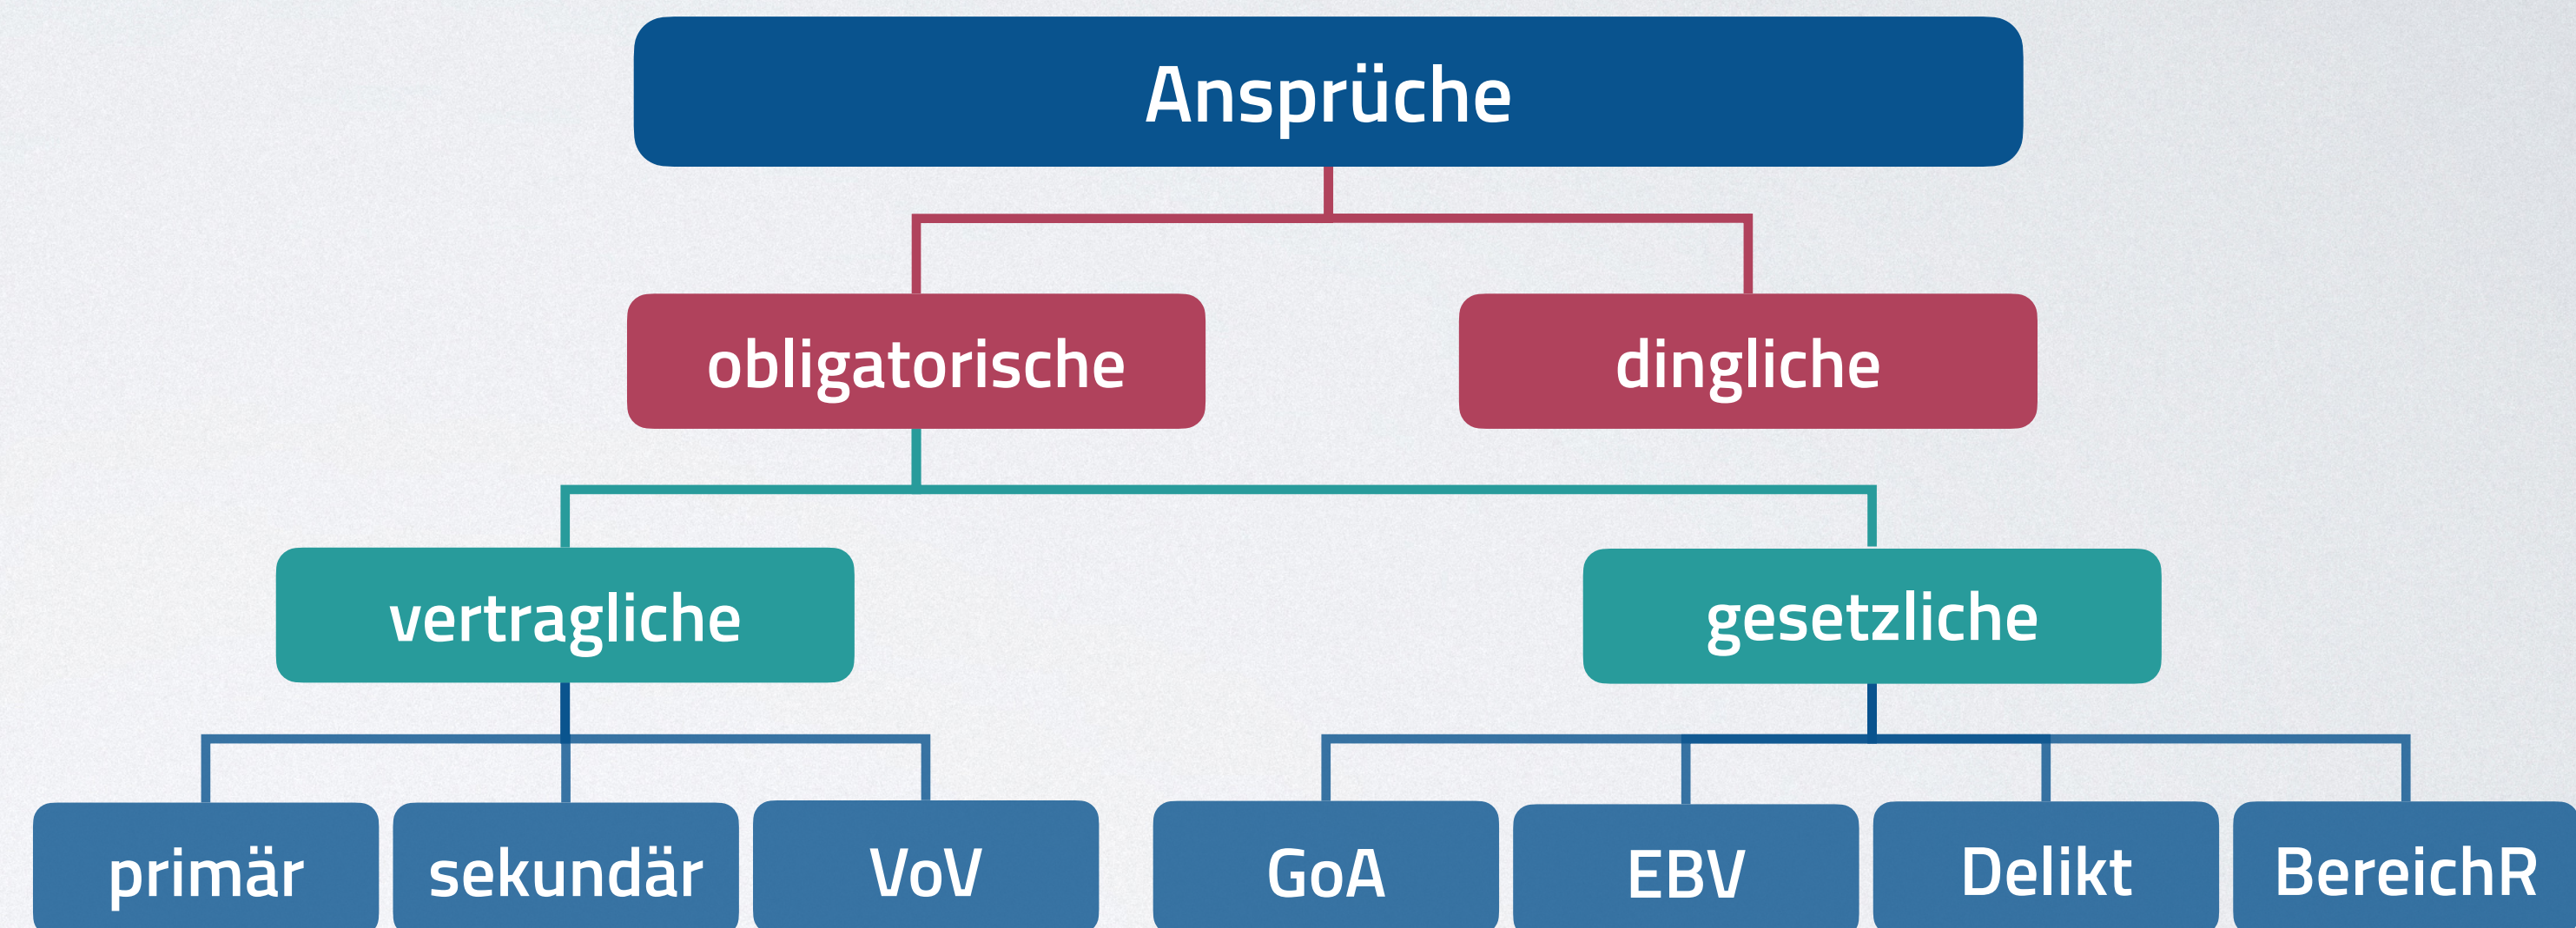 Ansprüche
obligatorische
dingliche
vertragliche
gesetzliche
primär
sekundär
VoV
GoA
EBV
Delikt
BereichR